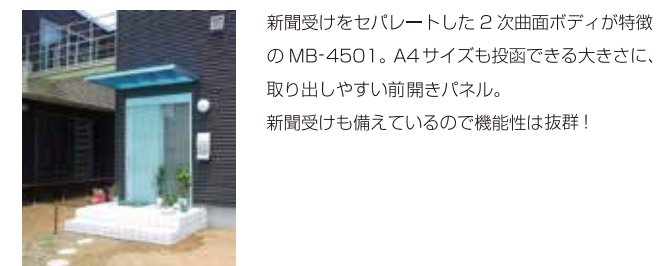 新聞受けをセパレートした2次曲面ボディが特徴
のMB-4501。A4サイズも投函できる大きさに、
取り出しやすい前開きパネル。
新聞受けも備えているので機能性は抜群！